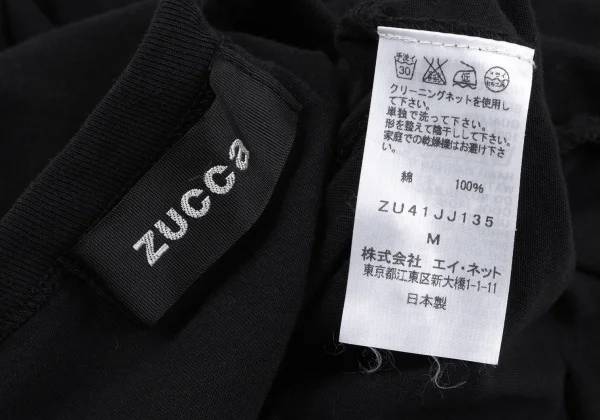 zucca
手洗イ
30
クリーニングネットを使用し
て下さい。
単独で洗って下さい。
形を整えて陰干しして下さい。
家庭での乾燥機はお避け下さ
い。
綿 100%
ZU41JJ135
M
株式会社 エイ・ネット
東京都江東区新大橋1-1-11
日本製